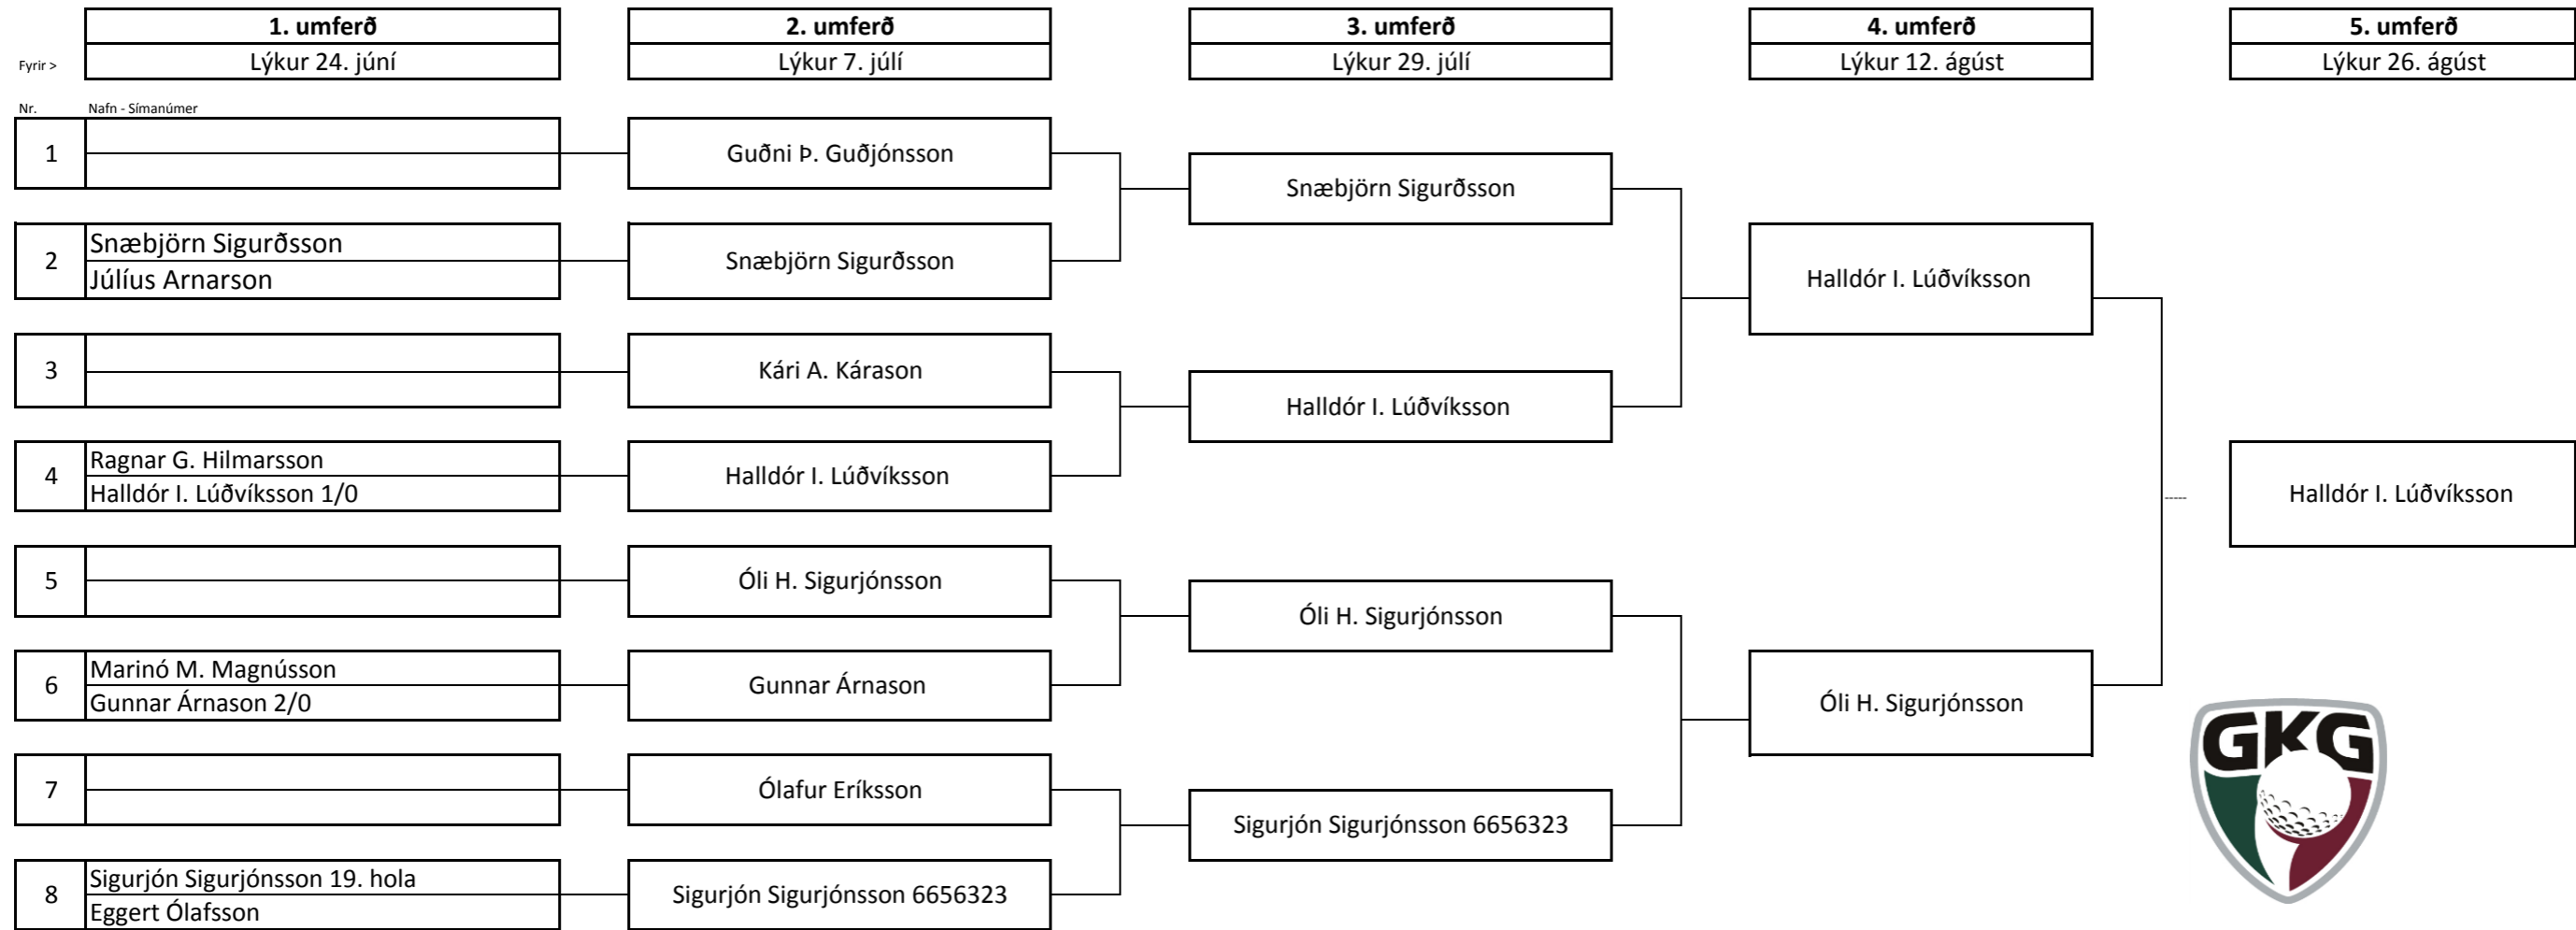 1. umferð
Lýkur 24. júní
2. umferð
Lýkur 7. júlí
3. umferð
Lýkur 29. júlí
4. umferð
Lýkur 12. ágúst
5. umferð
Lýkur 26. ágúst
Fyrir >
Nr.
Nafn - Símanúmer
1
2
Snæbjörn Sigurðsson
Júlíus Arnarson
3
4
Ragnar G. Hilmarsson
Halldór I. Lúðvíksson 1/0
5
6
Marinó M. Magnússon
Gunnar Árnason 2/0
7
8
Sigurjón Sigurjónsson 19. hola
Eggert Ólafsson
Guðni Þ. Guðjónsson
Snæbjörn Sigurðsson
Kári A. Kárason
Halldór I. Lúðvíksson
Óli H. Sigurjónsson
Gunnar Árnason
Ólafur Eríksson
Sigurjón Sigurjónsson 6656323
Snæbjörn Sigurðsson
Halldór I. Lúðvíksson
Óli H. Sigurjónsson
Sigurjón Sigurjónsson 6656323
Halldór I. Lúðvíksson
Óli H. Sigurjónsson
Halldór I. Lúðvíksson
GKG